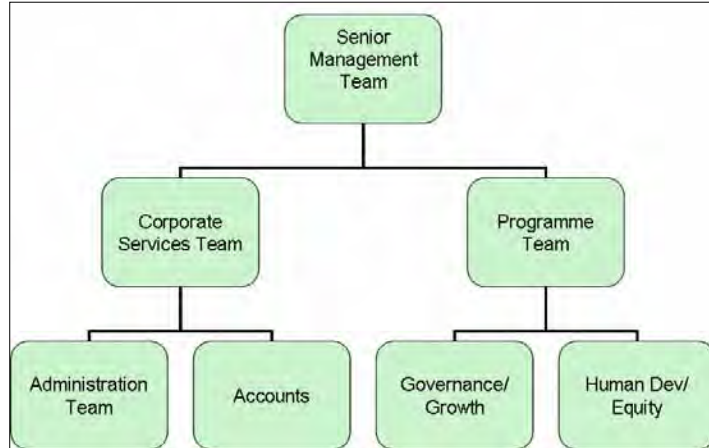 Senior
Management
Team
Corporate
Services Team
Programme
Team
Administration
Team
Accounts
Governance/
Growth
Human Dev/
Equity